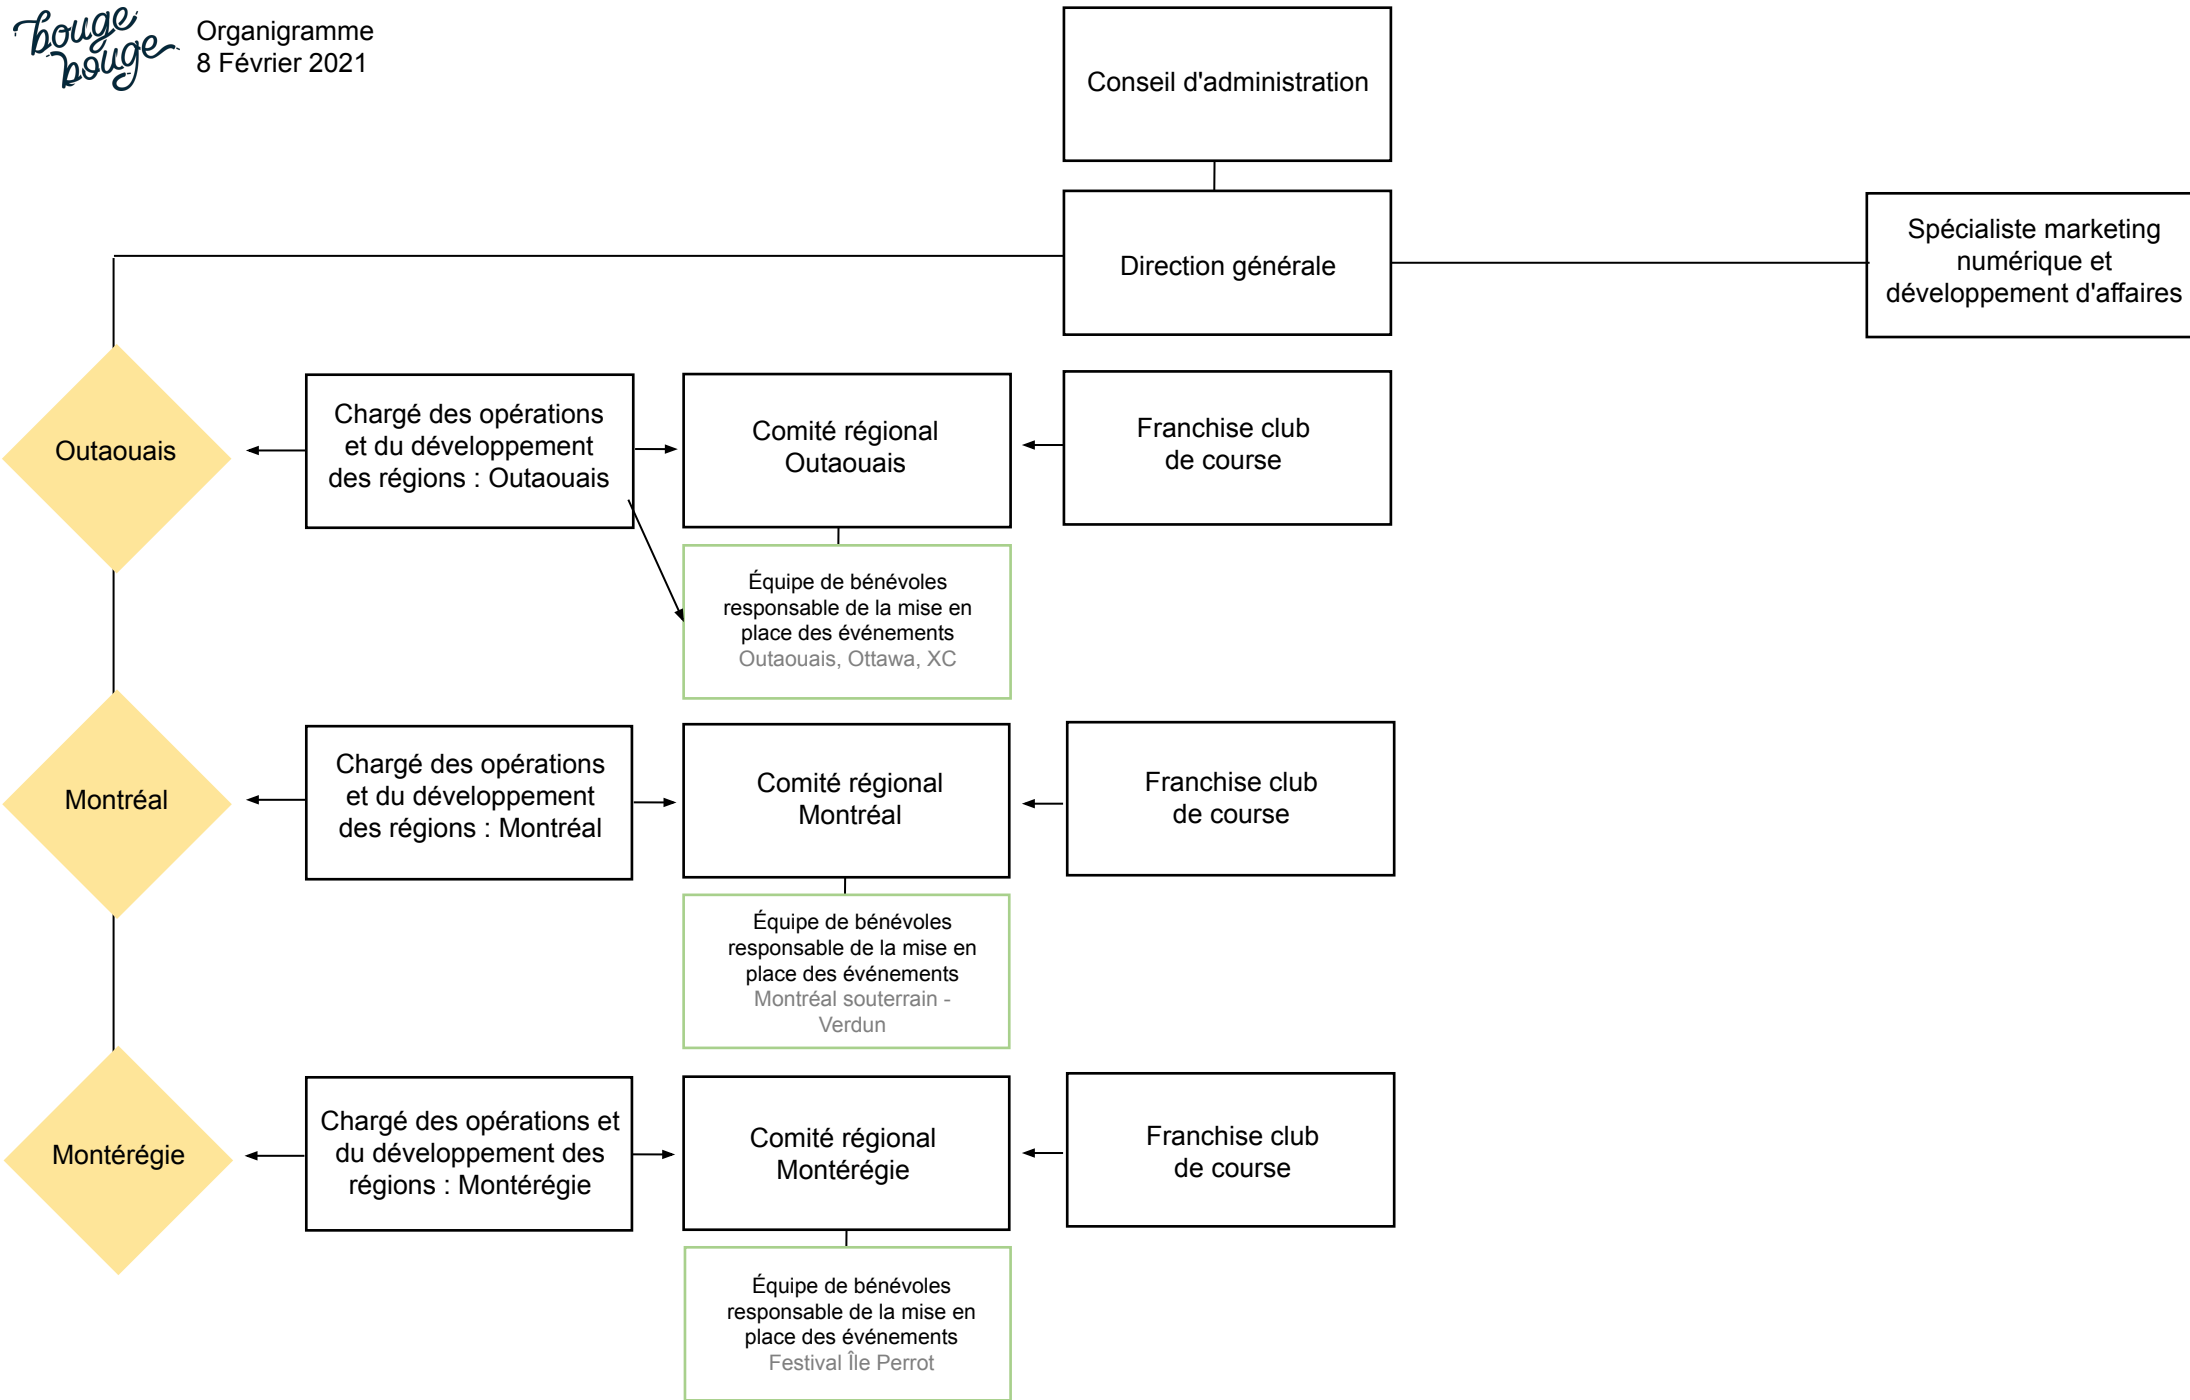 bouge
bouge
Organigramme
8 Février 2021
Conseil d'administration
Direction générale
Spécialiste marketing
numérique et
développement d'affaires
Outaouais
Chargé des opérations
et du développement
des régions : Outaouais
Comité régional
Outaouais
Franchise club
de course
Équipe de bénévoles
responsable de la mise en
place des événements
Outaouais, Ottawa, XC
Montréal
Chargé des opérations
et du développement
des régions : Montréal
Comité régional
Montréal
Franchise club
de course
Équipe de bénévoles
responsable de la mise en
place des événements
Montréal souterrain -
Verdun
Montérégie
Chargé des opérations et
du développement des
régions : Montérégie
Comité régional
Montérégie
Franchise club
de course
Équipe de bénévoles
responsable de la mise en
place des événements
Festival Île Perrot